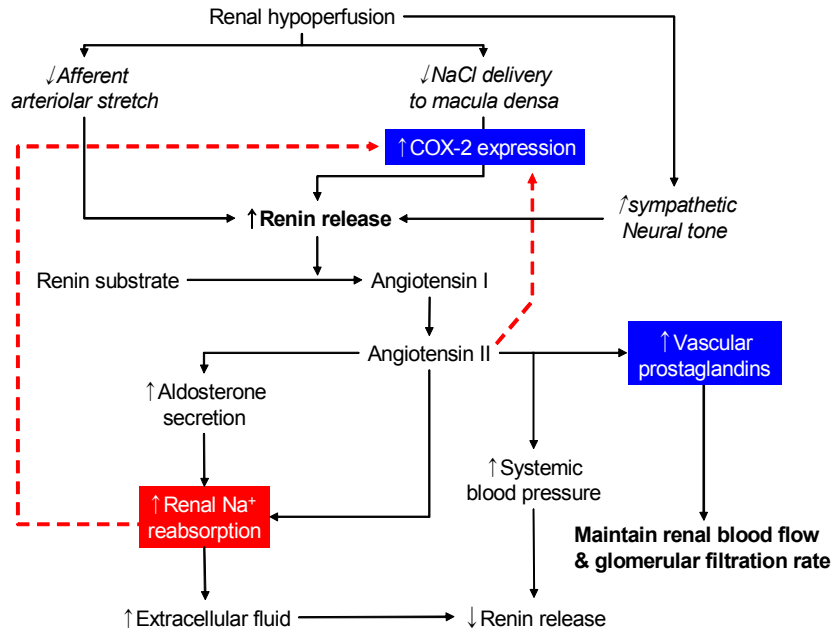 Renal hypoperfusion
↓Afferent
arteriolar stretch
↓NaCl delivery
to macula densa
↑COX-2 expression
↑Renin release
↑sympathetic
Neural tone
Renin substrate
Angiotensin I
Angiotensin II
↑Vascular
prostaglandins
↑Aldosterone
secretion
↑Systemic
blood pressure
↑Renal Na⁺
reabsorption
Maintain renal blood flow
& glomerular filtration rate
↑Extracellular fluid
↓Renin release